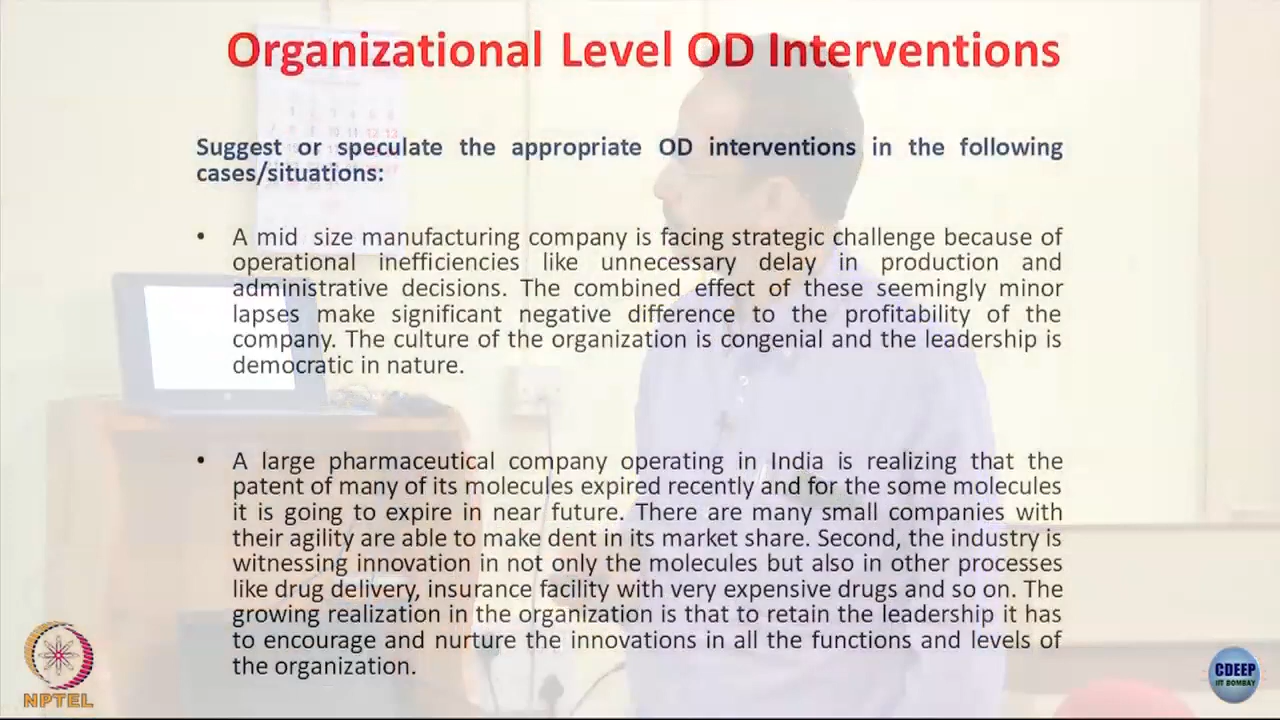 Organizational Level OD Interventions
Suggest or speculate the appropriate OD interventions in the following
cases/situations:
• A mid size manufacturing company is facing strategic challenge because of
operational inefficiencies like unnecessary delay in production and
administrative decisions. The combined effect of these seemingly minor
lapses make significant negative difference to the profitability of the
company. The culture of the organization is congenial and the leadership is
democratic in nature.
• A large pharmaceutical company operating in India is realizing that the
patent of many of its molecules expired recently and for the some molecules
it is going to expire in near future. There are many small companies with
their agility are able to make dent in its market share. Second, the industry is
witnessing innovation in not only the molecules but also in other processes
like drug delivery, insurance facility with very expensive drugs and so on. The
growing realization in the organization is that to retain the leadership it has
to encourage and nurture the innovations in all the functions and levels of
the organization.
NPTEL
CDEEP
IIT BOMBAY